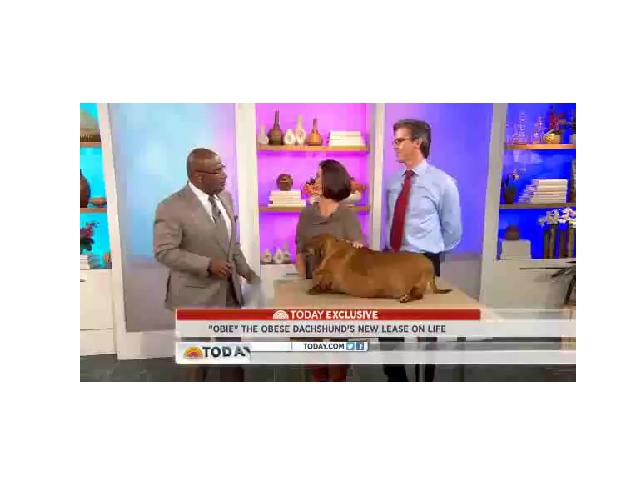 TODAY EXCLUSIVE
"OBIE" THE OBESE DACHSHUND'S NEW LEASE ON LIFE
TODAY
TODAY.COM